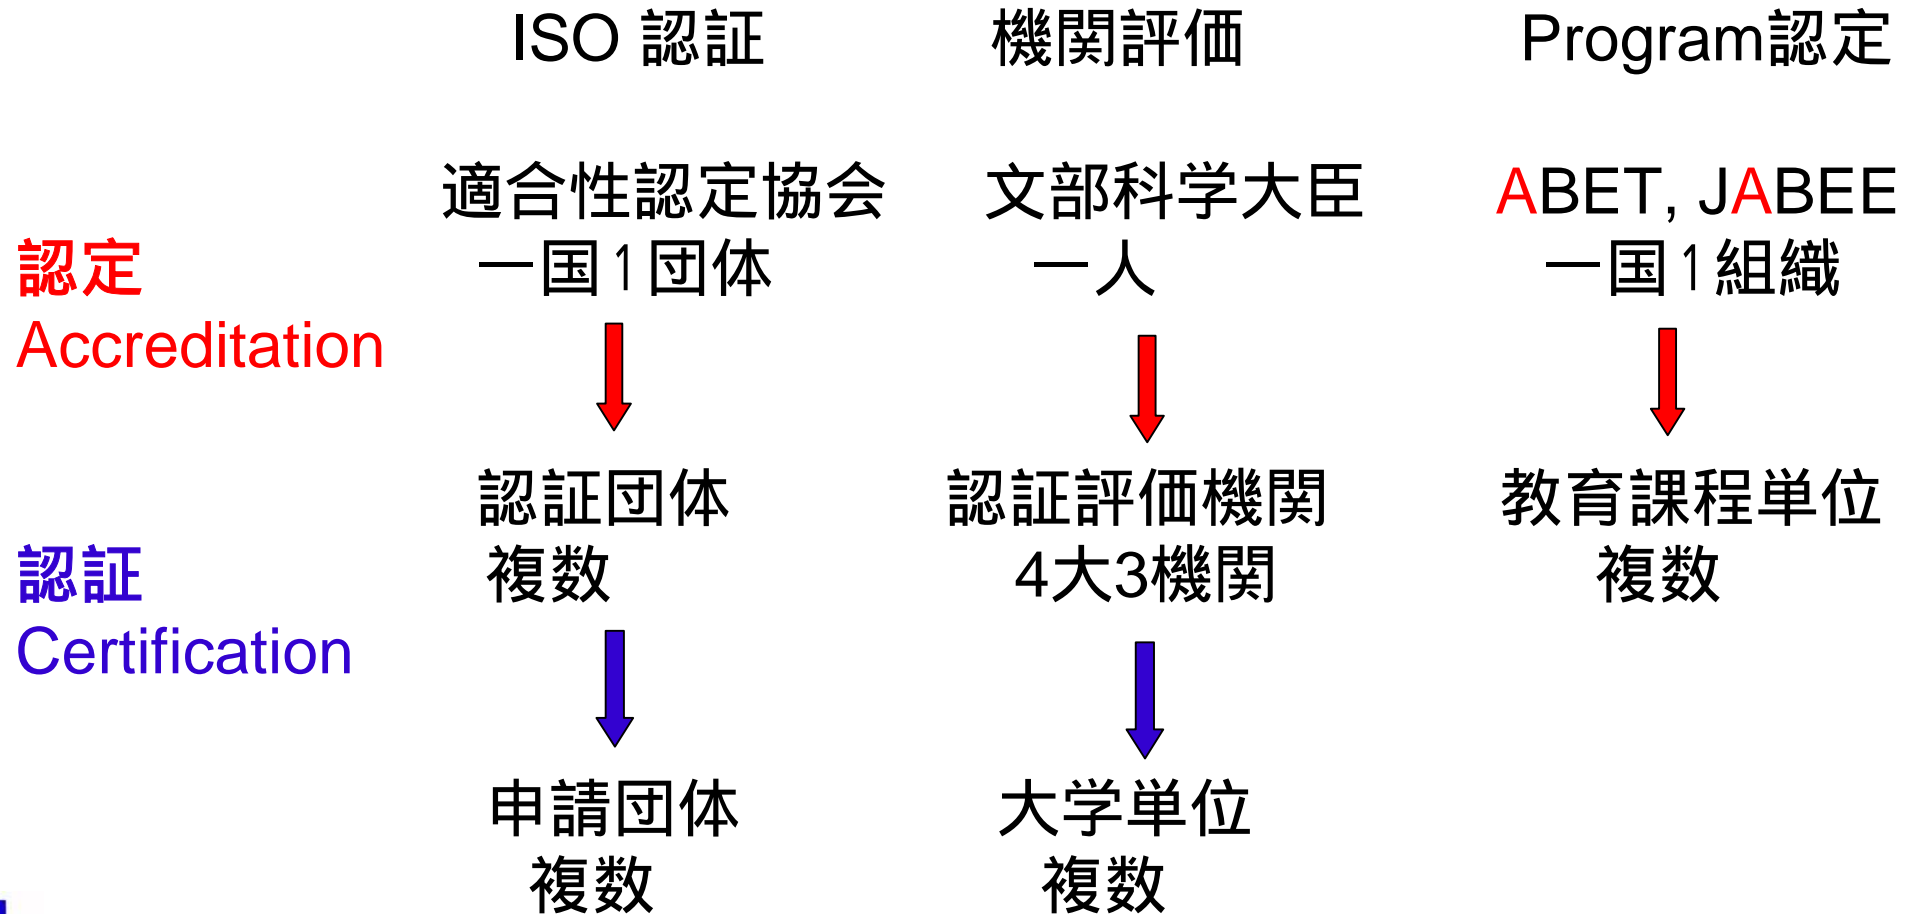 ISO 認証 機関評価 Program認定
適合性認定協会 文部科学大臣 ABET, JABEE
認定 一国1団体 一人 一国1組織
Accreditation
認証団体 認証評価機関 教育課程単位
認証 複数 4大3機関 複数
Certification
申請団体 大学単位
複数 複数